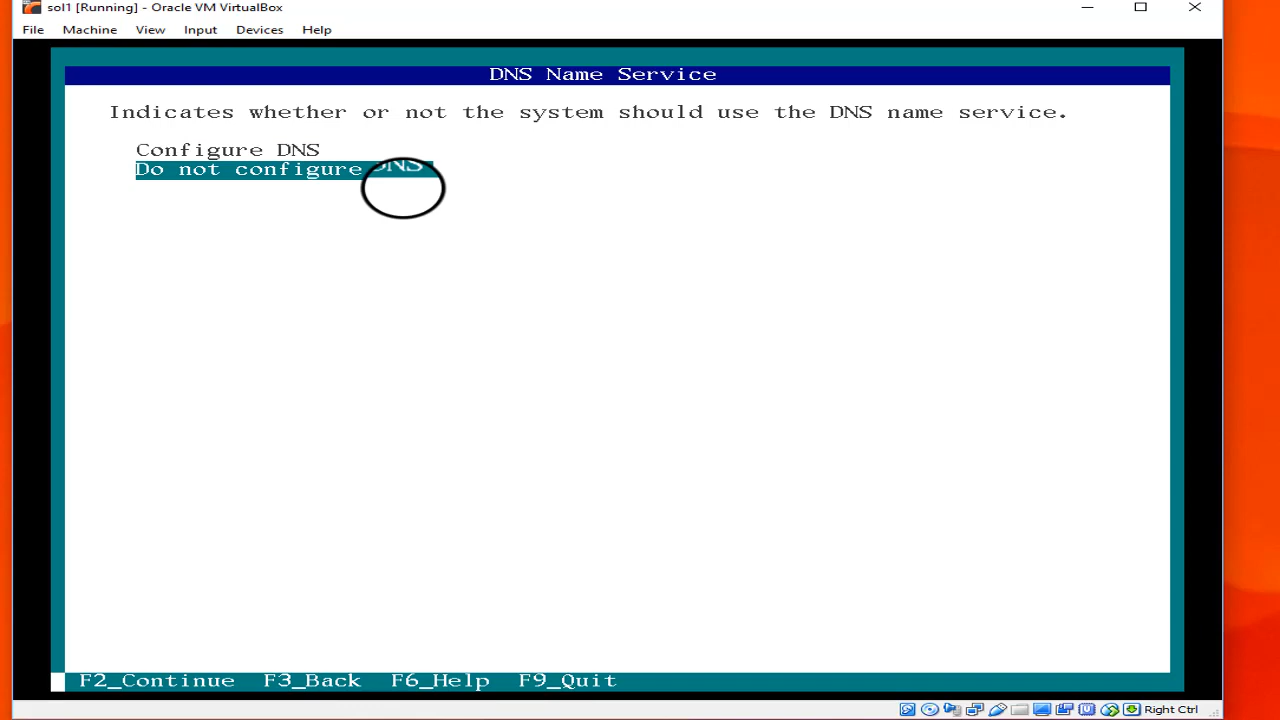 sol1 [Running] - Oracle VM VirtualBox
File Machine View Input Devices Help
DNS Name Service
Indicates whether or not the system should use the DNS name service.
Configure DNS
Do not configure DNS
F2_Continue F3_Back F6_Help F9_Quit
Right Ctrl